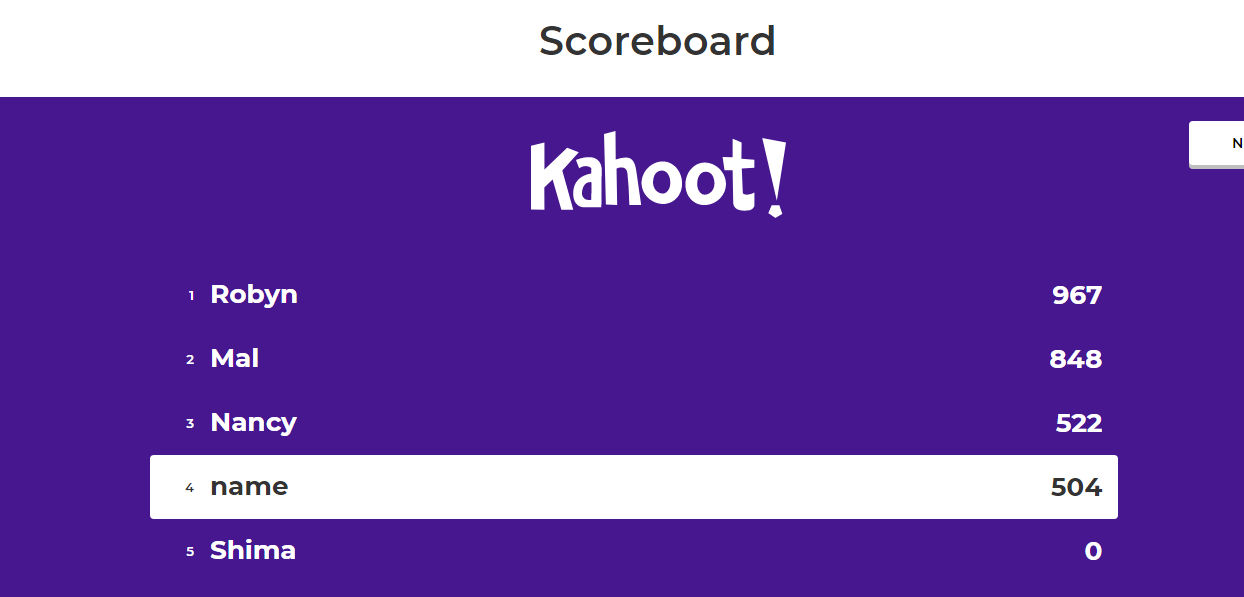 Scoreboard
Kahoot!
N
1 Robyn 967
2 Mal 848
3 Nancy 522
4 name 504
5 Shima 0